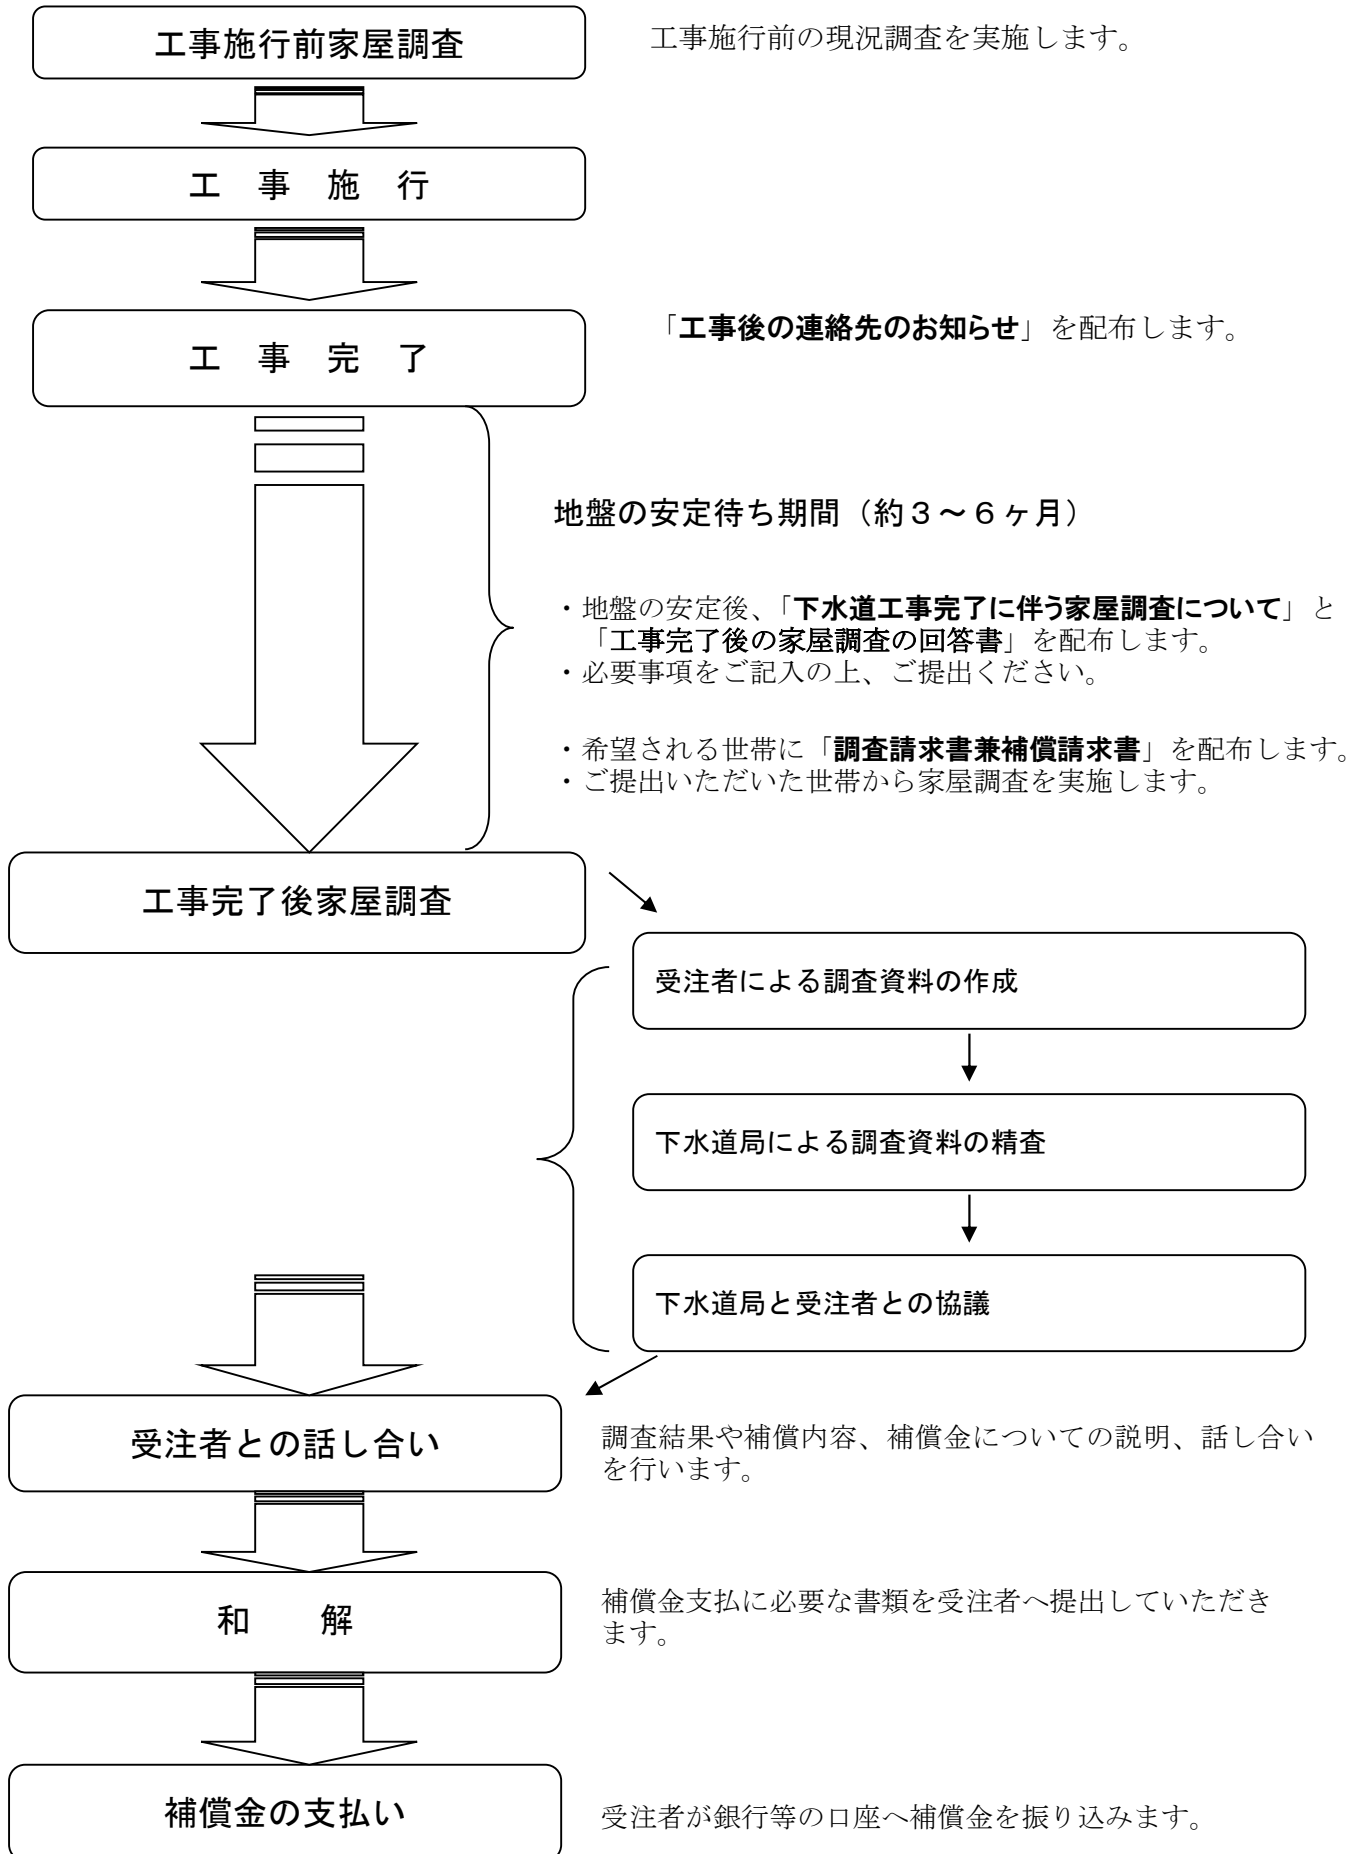 工事施行前家屋調査
工事施行前の現況調査を実施します。
工　事　施　行
工　事　完　了
「工事後の連絡先のお知らせ」を配布します。
地盤の安定待ち期間（約３～６ヶ月）
・地盤の安定後、「下水道工事完了に伴う家屋調査について」と
「工事完了後の家屋調査の回答書」を配布します。
・必要事項をご記入の上、ご提出ください。
・希望される世帯に「調査請求書兼補償請求書」を配布します。
・ご提出いただいた世帯から家屋調査を実施します。
工事完了後家屋調査
受注者による調査資料の作成
下水道局による調査資料の精査
下水道局と受注者との協議
受注者との話し合い
調査結果や補償内容、補償金についての説明、話し合い
を行います。
和　　解
補償金支払に必要な書類を受注者へ提出していただき
ます。
補償金の支払い
受注者が銀行等の口座へ補償金を振り込みます。